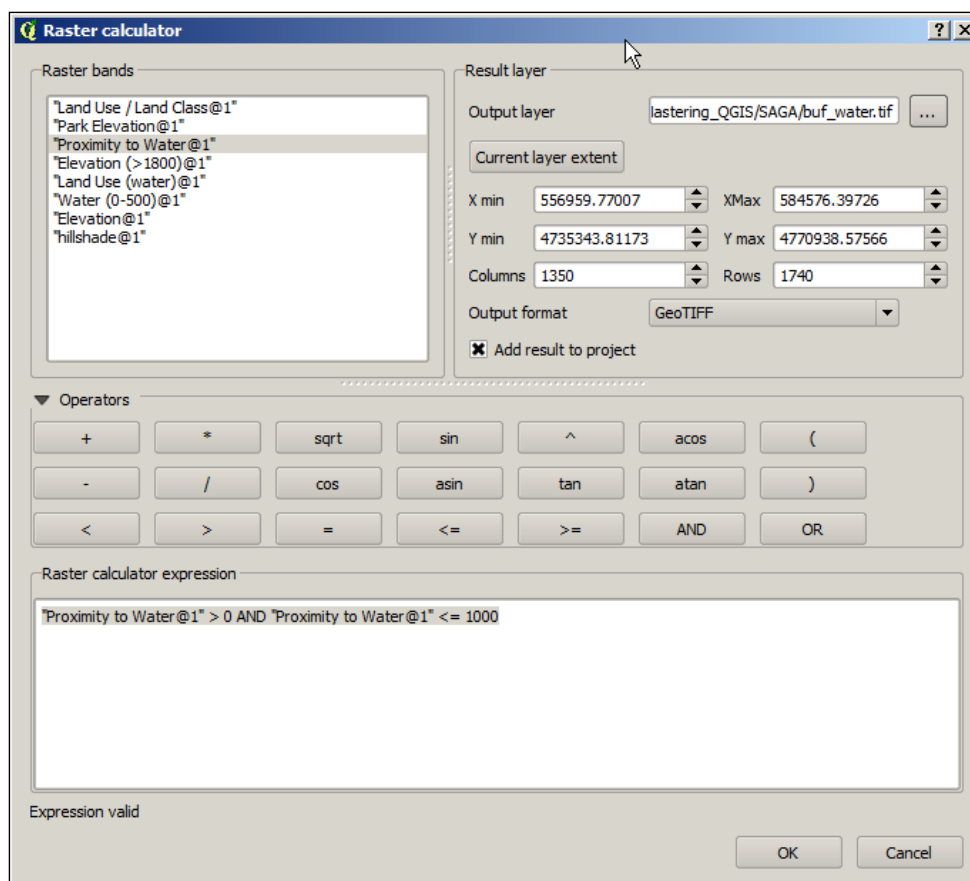 Raster calculator
Raster bands
"Land Use / Land Class@1"
"Park Elevation@1"
"Proximity to Water@1"
"Elevation (>1800)@1"
"Land Use (water)@1"
"Water (0-500)@1"
"Elevation@1"
"hillshade@1"
Result layer
Output layer lastering_QGIS/SAGA/buf_water.tif ...
Current layer extent
X min 556959.77007 XMax 584576.39726
Y min 4735343.81173 Y max 4770938.57566
Columns 1350 Rows 1740
Output format GeoTIFF
Add result to project
Operators
+ * sqrt sin ^ acos (
- / cos asin tan atan )
< > = <= >= AND OR
Raster calculator expression
"Proximity to Water@1" > 0 AND "Proximity to Water@1" <= 1000
Expression valid
OK Cancel